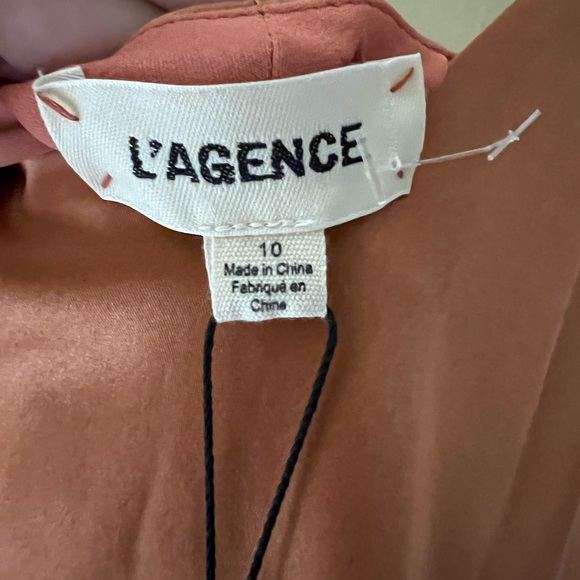 L'AGENCE
10
Made in China
Fabriqué en
Chine